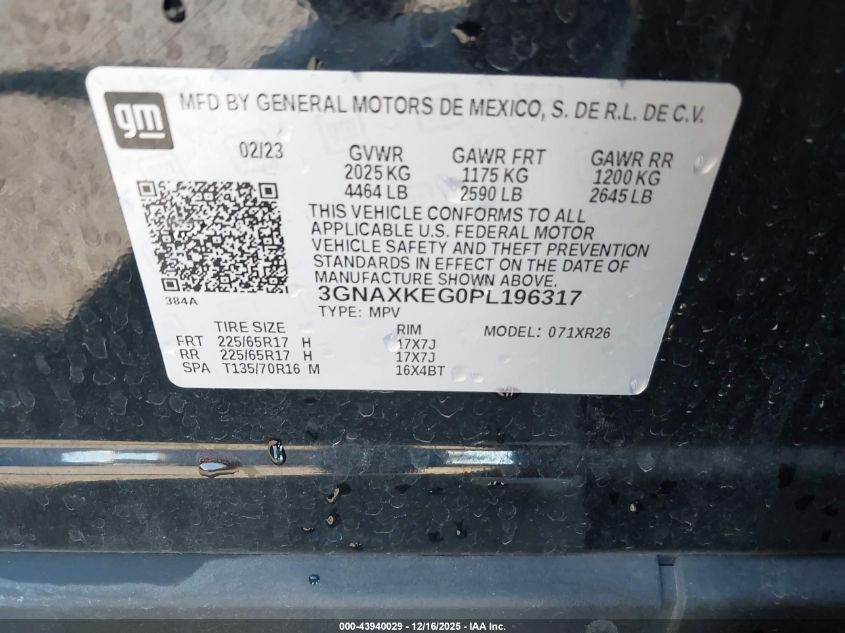 gm
MFD BY GENERAL MOTORS DE MEXICO, S. DE R.L. DE C.V.
02/23 GVWR GAWR FRT GAWR RR
2025 KG 1175 KG 1200 KG
4464 LB 2590 LB 2645 LB
THIS VEHICLE CONFORMS TO ALL
APPLICABLE U.S. FEDERAL MOTOR
VEHICLE SAFETY AND THEFT PREVENTION
STANDARDS IN EFFECT ON THE DATE OF
MANUFACTURE SHOWN ABOVE.
384A 3GNAXKEG0PL196317
TYPE: MPV
TIRE SIZE RIM MODEL: 071XR26
FRT 225/65R17 H 17X7J
RR 225/65R17 H 17X7J
SPA T135/70R16 M 16X4BT
000-43940029 - 12/16/2025 - IAA Inc.